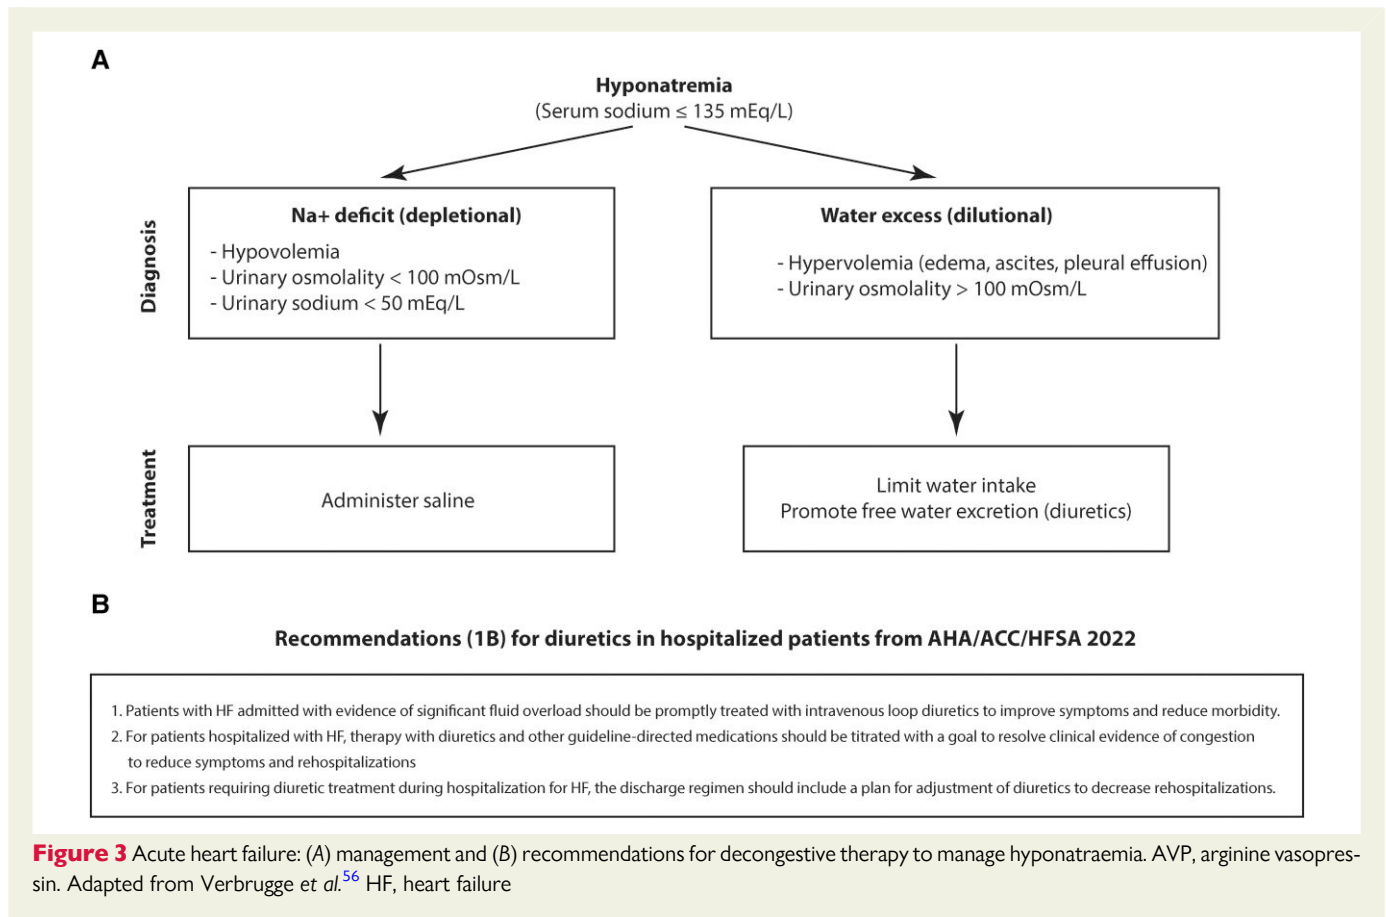 A
Hyponatremia
(Serum sodium ≤ 135 mEq/L)
Diagnosis
Na+ deficit (depletional)
- Hypovolemia
- Urinary osmolality < 100 mOsm/L
- Urinary sodium < 50 mEq/L
Water excess (dilutional)
- Hypervolemia (edema, ascites, pleural effusion)
- Urinary osmolality > 100 mOsm/L
Treatment
Administer saline
Limit water intake
Promote free water excretion (diuretics)
B
Recommendations (1B) for diuretics in hospitalized patients from AHA/ACC/HFSA 2022
1. Patients with HF admitted with evidence of significant fluid overload should be promptly treated with intravenous loop diuretics to improve symptoms and reduce morbidity.
2. For patients hospitalized with HF, therapy with diuretics and other guideline-directed medications should be titrated with a goal to resolve clinical evidence of congestion
to reduce symptoms and rehospitalizations
3. For patients requiring diuretic treatment during hospitalization for HF, the discharge regimen should include a plan for adjustment of diuretics to decrease rehospitalizations.
Figure 3 Acute heart failure: (A) management and (B) recommendations for decongestive therapy to manage hyponatraemia. AVP, arginine vasopres-
sin. Adapted from Verbrugge et al.56 HF, heart failure